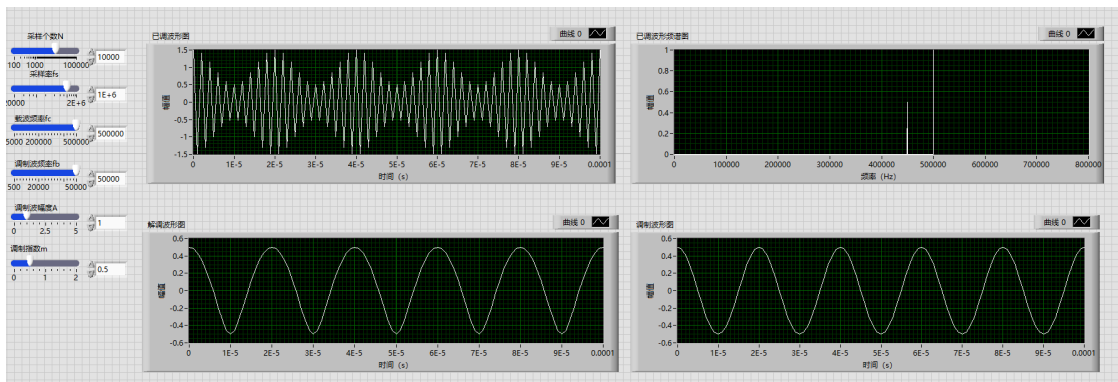 采样个数N
100 1000 100000
10000
采样率fs
20000 2E+6
1E+6
载波频率fc
5000 200000 500000
500000
调制波频率fb
500 20000 50000
50000
调制波幅度A
0 2.5 5
1
调制指数m
0 1 2
0.5
已调波形图
曲线 0
幅值
1.5
1
0.5
0
-0.5
-1
-1.5
0 1E-5 2E-5 3E-5 4E-5 5E-5 6E-5 7E-5 8E-5 9E-5 0.0001
时间（s）
已调波形频谱图
曲线 0
幅值
1
0.8
0.6
0.4
0.2
0
0 100000 200000 300000 400000 500000 600000 700000 800000
频率（Hz）
解调波形图
曲线 0
幅值
0.6
0.4
0.2
0
-0.2
-0.4
-0.6
0 1E-5 2E-5 3E-5 4E-5 5E-5 6E-5 7E-5 8E-5 9E-5 0.0001
时间（s）
调制波形图
曲线 0
幅值
0.6
0.4
0.2
0
-0.2
-0.4
-0.6
0 1E-5 2E-5 3E-5 4E-5 5E-5 6E-5 7E-5 8E-5 9E-5 0.0001
时间（s）